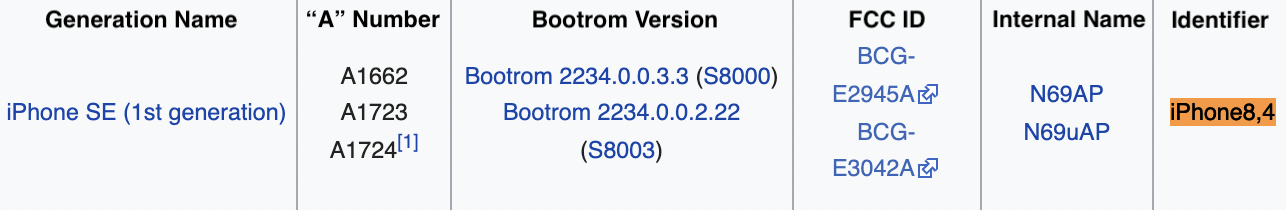 Generation Name “A” Number Bootrom Version FCC ID Internal Name Identifier
iPhone SE (1st generation)
A1662
A1723
A1724[1]
Bootrom 2234.0.0.3.3 (S8000)
Bootrom 2234.0.0.2.22
(S8003)
BCG-
E2945A
BCG-
E3042A
N69AP
N69uAP
iPhone8,4